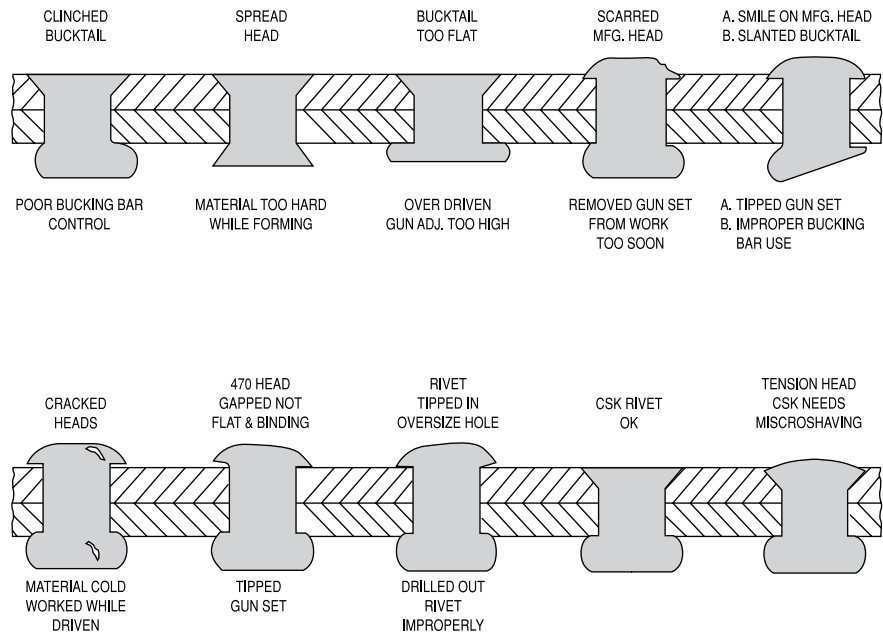 CLINCHED
BUCKTAIL
SPREAD
HEAD
BUCKTAIL
TOO FLAT
SCARRED
MFG. HEAD
A. SMILE ON MFG. HEAD
B. SLANTED BUCKTAIL
POOR BUCKING BAR
CONTROL
MATERIAL TOO HARD
WHILE FORMING
OVER DRIVEN
GUN ADJ. TOO HIGH
REMOVED GUN SET
FROM WORK
TOO SOON
A. TIPPED GUN SET
B. IMPROPER BUCKING
BAR USE
CRACKED
HEADS
470 HEAD
GAPPED NOT
FLAT & BINDING
RIVET
TIPPED IN
OVERSIZE HOLE
CSK RIVET
OK
TENSION HEAD
CSK NEEDS
MISCROSHAVING
MATERIAL COLD
WORKED WHILE
DRIVEN
TIPPED
GUN SET
DRILLED OUT
RIVET
IMPROPERLY